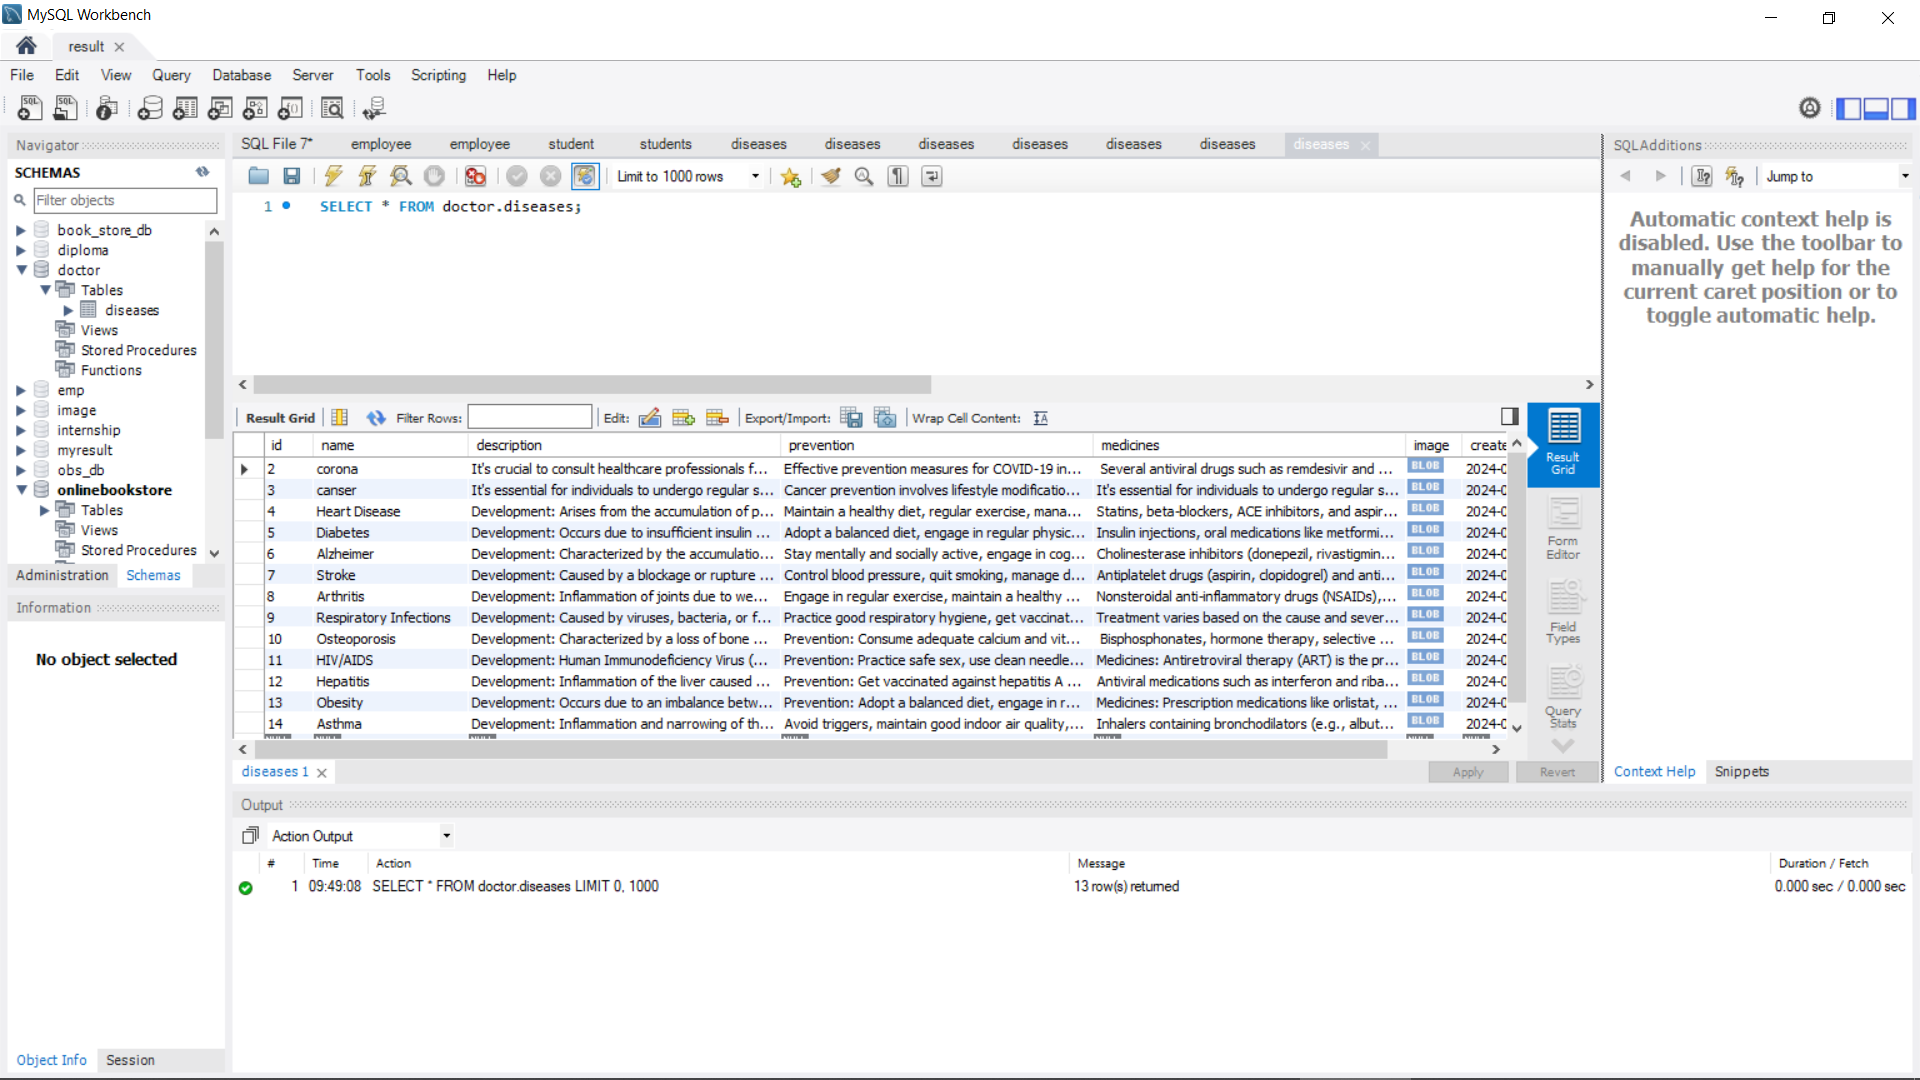 MySQL Workbench
result
File Edit View Query Database Server Tools Scripting Help
Navigator
SCHEMAS
Filter objects
book_store_db
diploma
doctor
Tables
diseases
Views
Stored Procedures
Functions
emp
image
internship
myresult
obs_db
onlinebookstore
Tables
Views
Stored Procedures
Administration Schemas
Information
No object selected
Object Info Session
SQL File 7* employee employee student students diseases diseases diseases diseases diseases diseases diseases
Limit to 1000 rows
1 SELECT * FROM doctor.diseases;
Result Grid Filter Rows: Edit: Export/Import: Wrap Cell Content:
id name description prevention medicines image create
2 corona It's crucial to consult healthcare professionals f... Effective prevention measures for COVID-19 in... Several antiviral drugs such as remdesivir and ... BLOB 2024-0
3 canser It's essential for individuals to undergo regular s... Cancer prevention involves lifestyle modificatio... It's essential for individuals to undergo regular s... BLOB 2024-0
4 Heart Disease Development: Arises from the accumulation of p... Maintain a healthy diet, regular exercise, mana... Statins, beta-blockers, ACE inhibitors, and aspir... BLOB 2024-0
5 Diabetes Development: Occurs due to insufficient insulin ... Adopt a balanced diet, engage in regular physic... Insulin injections, oral medications like metformi... BLOB 2024-0
6 Alzheimer Development: Characterized by the accumulatio... Stay mentally and socially active, engage in cog... Cholinesterase inhibitors (donepezil, rivastigmin... BLOB 2024-0
7 Stroke Development: Caused by a blockage or rupture ... Control blood pressure, quit smoking, manage d... Antiplatelet drugs (aspirin, clopidogrel) and anti... BLOB 2024-0
8 Arthritis Development: Inflammation of joints due to we... Engage in regular exercise, maintain a healthy ... Nonsteroidal anti-inflammatory drugs (NSAIDs),... BLOB 2024-0
9 Respiratory Infections Development: Caused by viruses, bacteria, or f... Practice good respiratory hygiene, get vaccinat... Treatment varies based on the cause and sever... BLOB 2024-0
10 Osteoporosis Development: Characterized by a loss of bone ... Prevention: Consume adequate calcium and vit... Bisphosphonates, hormone therapy, selective ... BLOB 2024-0
11 HIV/AIDS Development: Human Immunodeficiency Virus (... Prevention: Practice safe sex, use clean needle... Medicines: Antiretroviral therapy (ART) is the pr... BLOB 2024-0
12 Hepatitis Development: Inflammation of the liver caused ... Prevention: Get vaccinated against hepatitis A ... Antiviral medications such as interferon and riba... BLOB 2024-0
13 Obesity Development: Occurs due to an imbalance betw... Prevention: Adopt a balanced diet, engage in r... Medicines: Prescription medications like orlistat, ... BLOB 2024-0
14 Asthma Development: Inflammation and narrowing of th... Avoid triggers, maintain good indoor air quality,... Inhalers containing bronchodilators (e.g., albut... BLOB 2024-0
Result Grid
Form Editor
Field Types
Query Stats
diseases 1
Apply Revert
SQLAdditions
Jump to
Automatic context help is
disabled. Use the toolbar to
manually get help for the
current caret position or to
toggle automatic help.
Context Help Snippets
Output
Action Output
# Time Action Message Duration / Fetch
1 09:49:08 SELECT * FROM doctor.diseases LIMIT 0, 1000 13 row(s) returned 0.000 sec / 0.000 sec